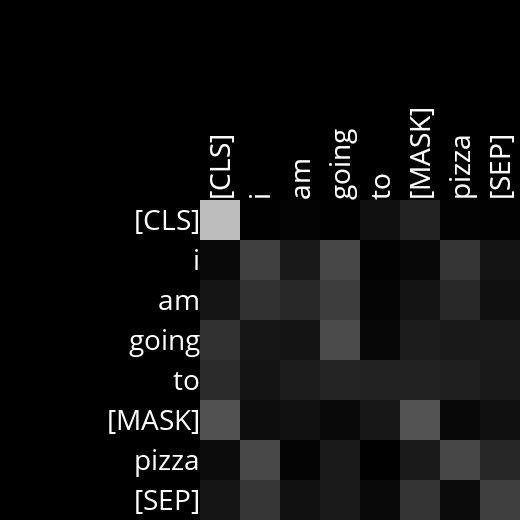 [CLS] i am going to [MASK] pizza [SEP]
[CLS]
i
am
going
to
[MASK]
pizza
[SEP]